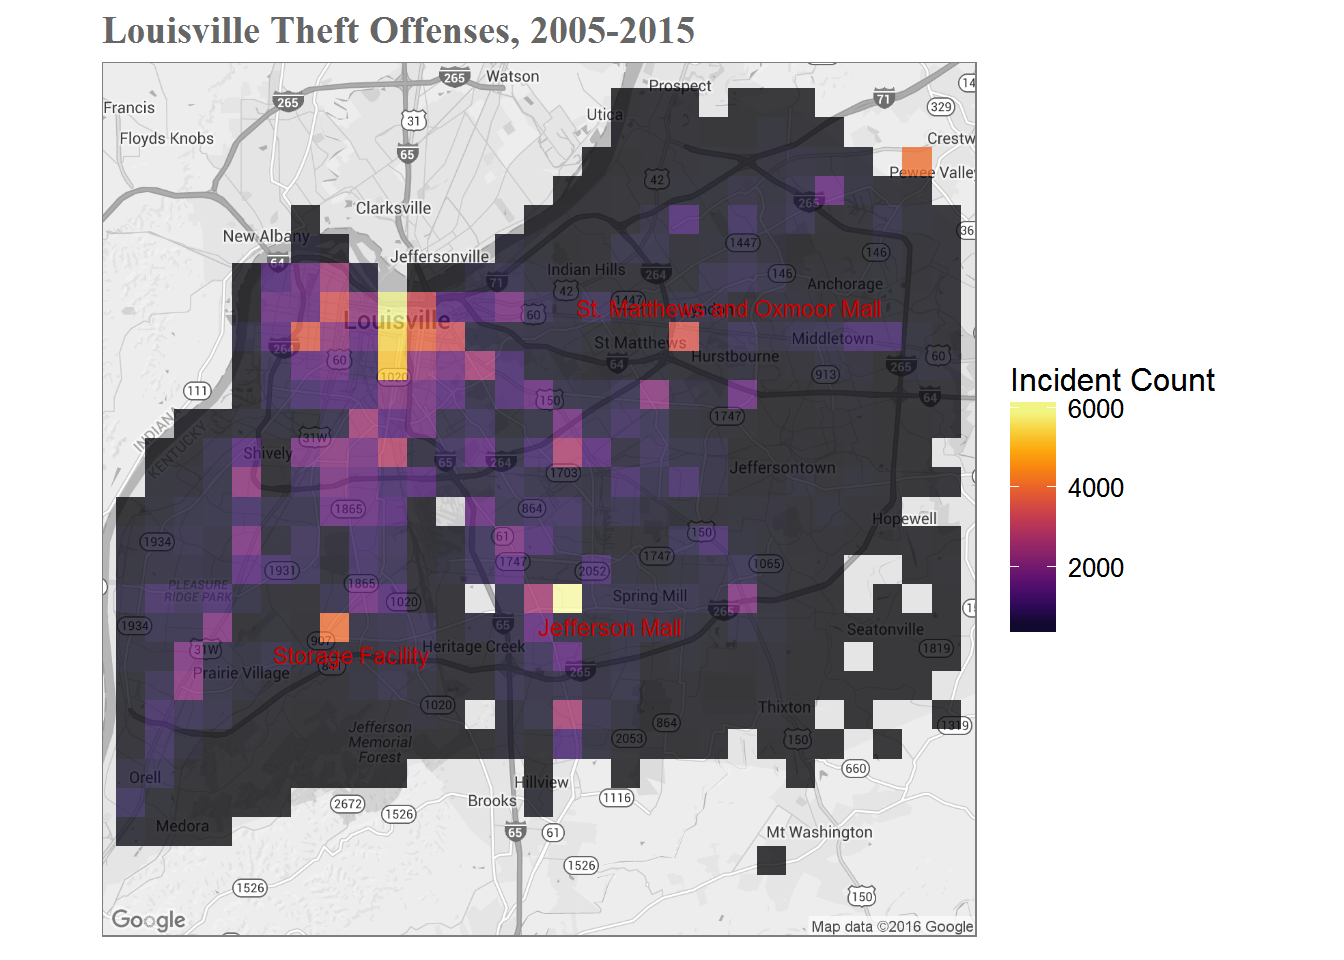 Louisville Theft Offenses, 2005-2015
265
Watson
Prospect
14
Francis
265
71
329
31
Utica
Floyds Knobs
65
Crestw
Pewee Valley
42
265
Clarksville
36
New Albany
1447
146
Jeffersonville
64
Indian Hills
264
146
71
42
Anchorage
1447
St. Matthews and Oxmoor Mall
Louisville
60
264
St Matthews
Middletown
60
Hurstbourne
60
64
265
1020
913
111
150
64
1747
INDIAN
KENTUCKY
31W
Shively
65
264
1703
Jeffersontown
1865
864
Hopewell
1934
61
150
1747
1747
1065
1931
2052
PLEASURE
RIDGE PARK
1865
1020
Spring Mill
265
15
1934
65
Jefferson Mall
Seatonville
907
31W
Heritage Creek
1819
Storage Facility
841
Prairie Village
265
1020
Thixton
864
1319
Jefferson
Memorial
Forest
2053
150
660
Orell
Hillview
2672
1526
Brooks
1116
Medora
65
61
Mt Washington
1526
1526
150
Google
Map data ©2016 Google
Incident Count
6000
4000
2000